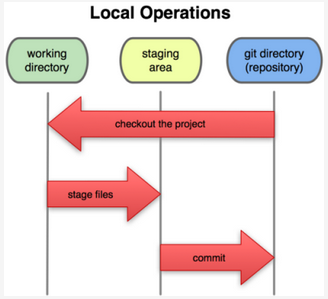 Local Operations
working
directory
staging
area
git directory
(repository)
checkout the project
stage files
commit